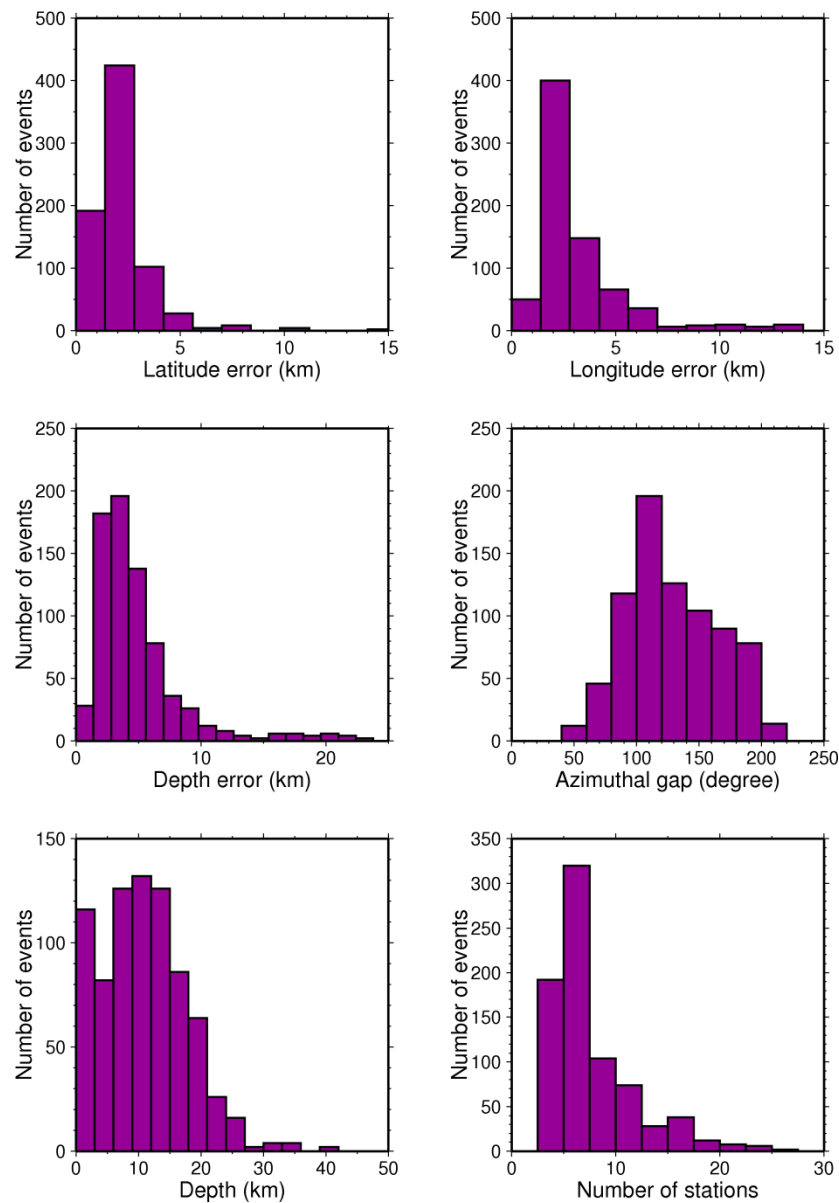 500
400
300
200
100
0
Number of events
0 5 10 15
Latitude error (km)
500
400
300
200
100
0
Number of events
0 5 10 15
Longitude error (km)
250
200
150
100
50
0
Number of events
0 10 20
Depth error (km)
250
200
150
100
50
0
Number of events
0 50 100 150 200 250
Azimuthal gap (degree)
150
100
50
0
Number of events
0 10 20 30 40 50
Depth (km)
350
300
250
200
150
100
50
0
Number of events
0 10 20 30
Number of stations